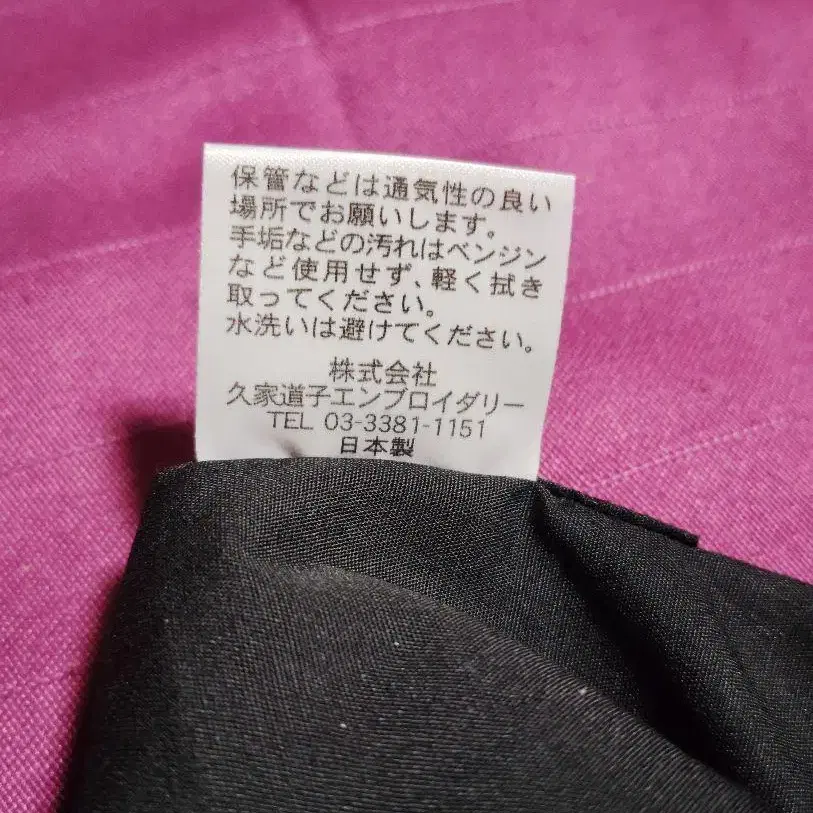 保管などは通気性の良い
場所でお願いします。
手垢などの汚れはベンジン
など使用せず、軽く拭き
取ってください。
水洗いは避けてください。
株式会社
久家道子エンブロイダリー
TEL 03-3381-1151
日本製